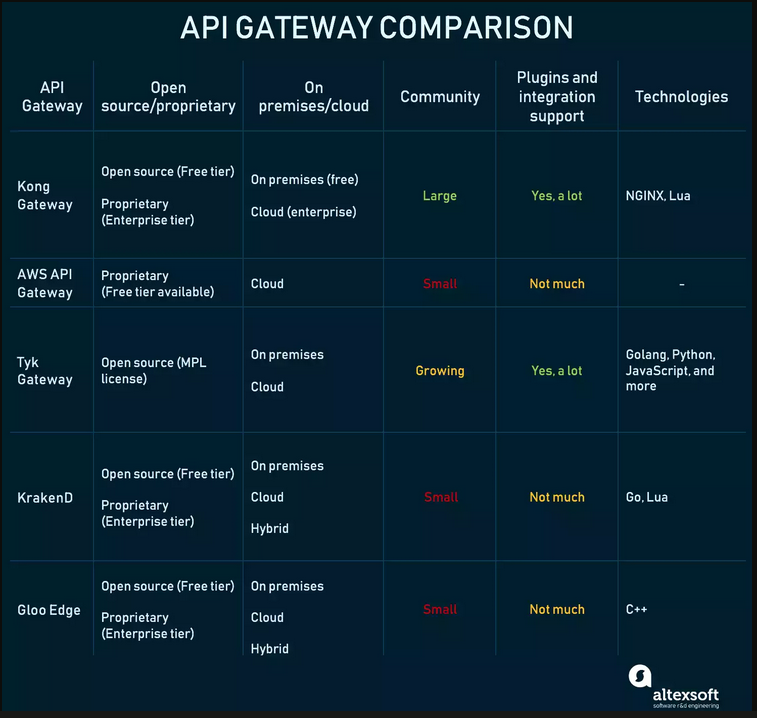 API GATEWAY COMPARISON
API
Gateway
Open
source/proprietary
On
premises/cloud
Community
Plugins and
integration
support
Technologies
Kong
Gateway
Open source (Free tier)
Proprietary
(Enterprise tier)
On premises (free)
Cloud (enterprise)
Large
Yes, a lot
NGINX, Lua
AWS API
Gateway
Proprietary
(Free tier available)
Cloud
Small
Not much
-
Tyk
Gateway
Open source (MPL
license)
On premises
Cloud
Growing
Yes, a lot
Golang, Python,
JavaScript, and
more
KrakenD
Open source (Free tier)
Proprietary
(Enterprise tier)
On premises
Cloud
Hybrid
Small
Not much
Go, Lua
Gloo Edge
Open source (Free tier)
Proprietary
(Enterprise tier)
On premises
Cloud
Hybrid
Small
Not much
C++
altexsoft
software r&d engineering